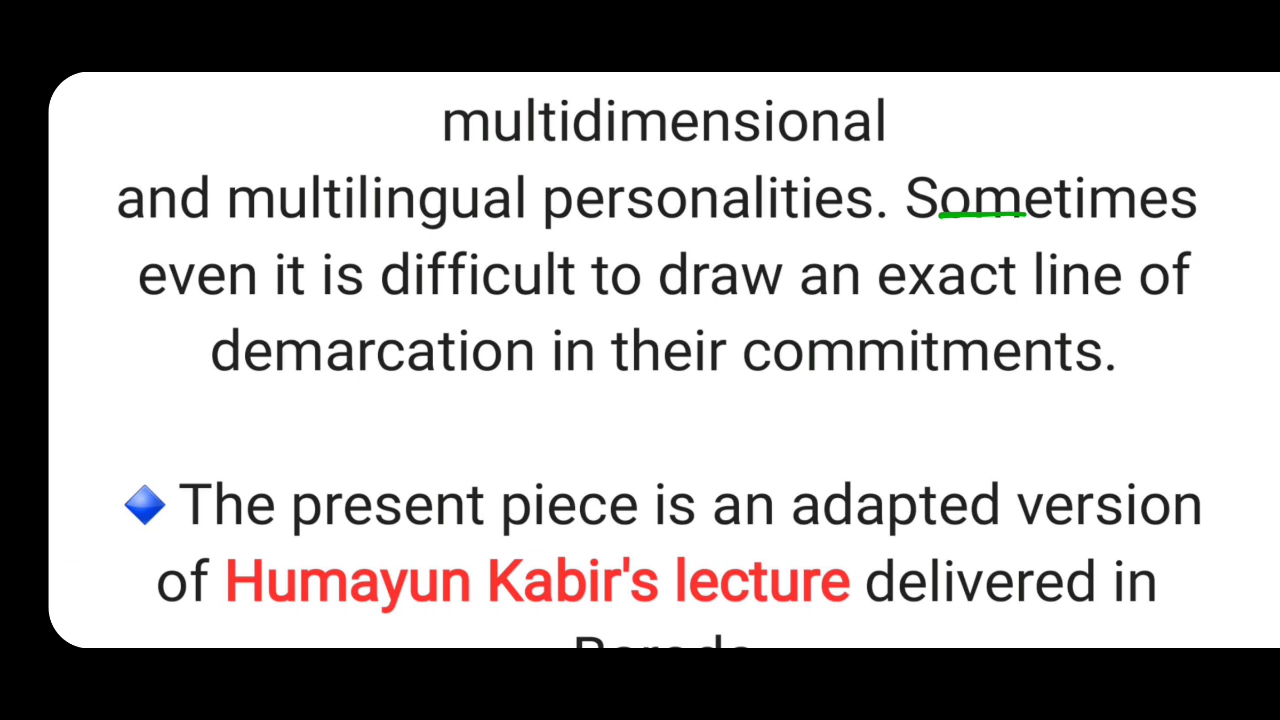 multidimensional
and multilingual personalities. Sometimes
even it is difficult to draw an exact line of
demarcation in their commitments.
🔷 The present piece is an adapted version
of Humayun Kabir's lecture delivered in